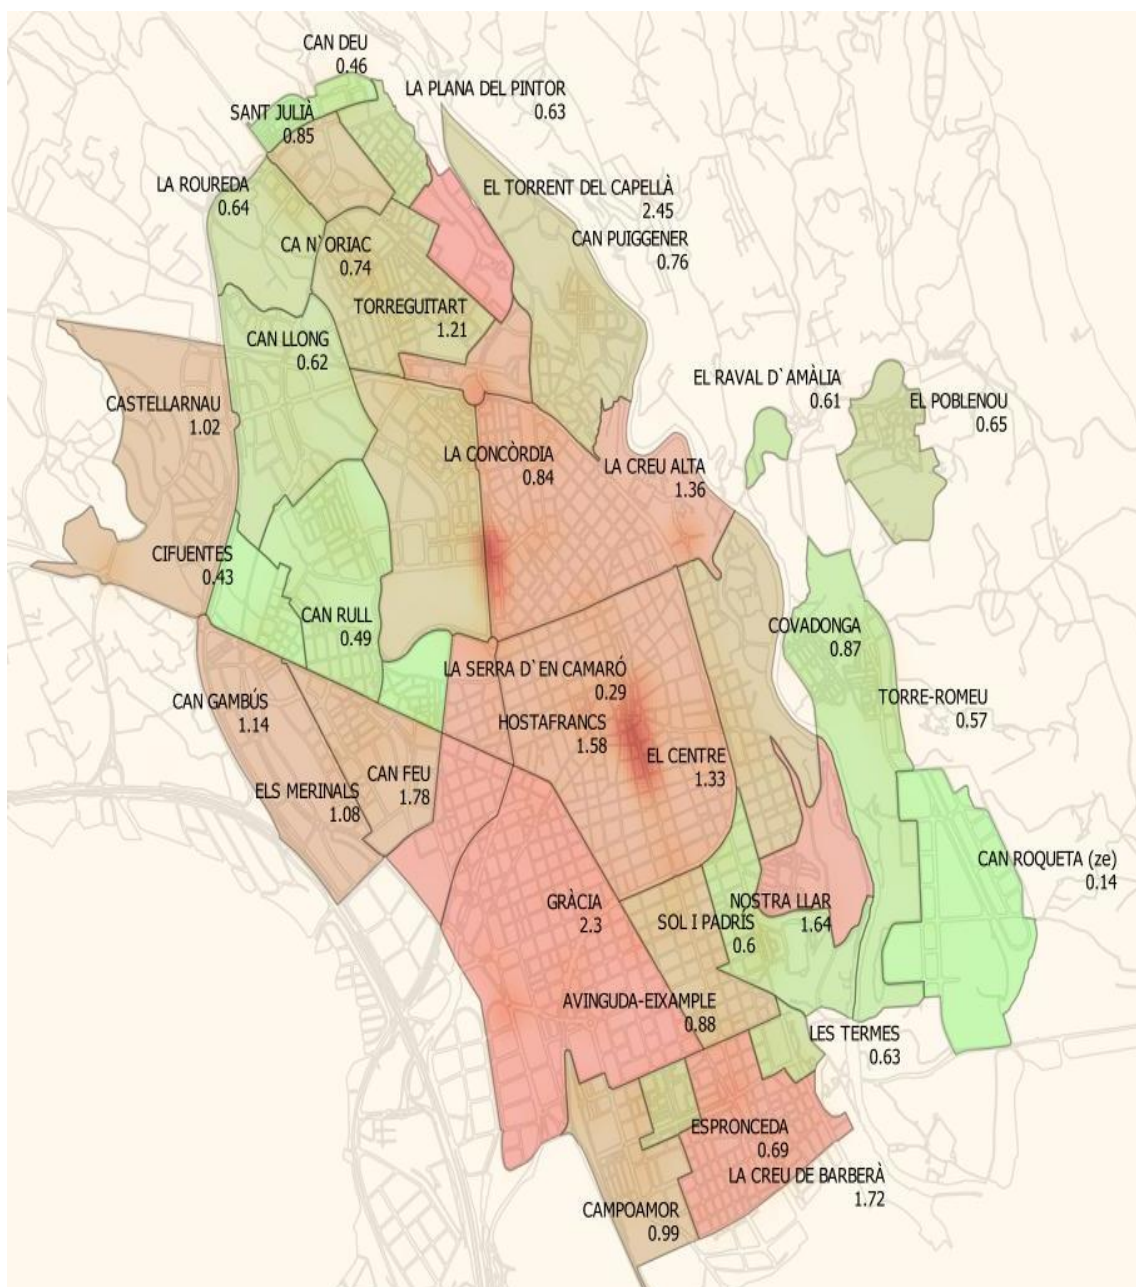 CAN DEU
0.46
LA PLANA DEL PINTOR
0.63
SANT JULIÀ
0.85
LA ROUREDA
0.64
EL TORRENT DEL CAPELLÀ
2.45
CAN PUIGGENER
0.76
CA N`ORIAC
0.74
TORREGUITART
1.21
CAN LLONG
0.62
EL RAVAL D`AMÀLIA
0.61
EL POBLENOU
0.65
CASTELLARNAU
1.02
LA CONCÒRDIA
0.84
LA CREU ALTA
1.36
CIFUENTES
0.43
CAN RULL
0.49
COVADONGA
0.87
LA SERRA D`EN CAMARÓ
0.29
CAN GAMBÚS
1.14
TORRE-ROMEU
0.57
HOSTAFRANCS
1.58
EL CENTRE
1.33
CAN FEU
1.78
ELS MERINALS
1.08
CAN ROQUETA (ze)
0.14
GRÀCIA
2.3
NOSTRA LLAR
1.64
SOL I PADRÍS
0.6
AVINGUDA-EIXAMPLE
0.88
LES TERMES
0.63
ESPRONCEDA
0.69
LA CREU DE BARBERÀ
1.72
CAMPOAMOR
0.99